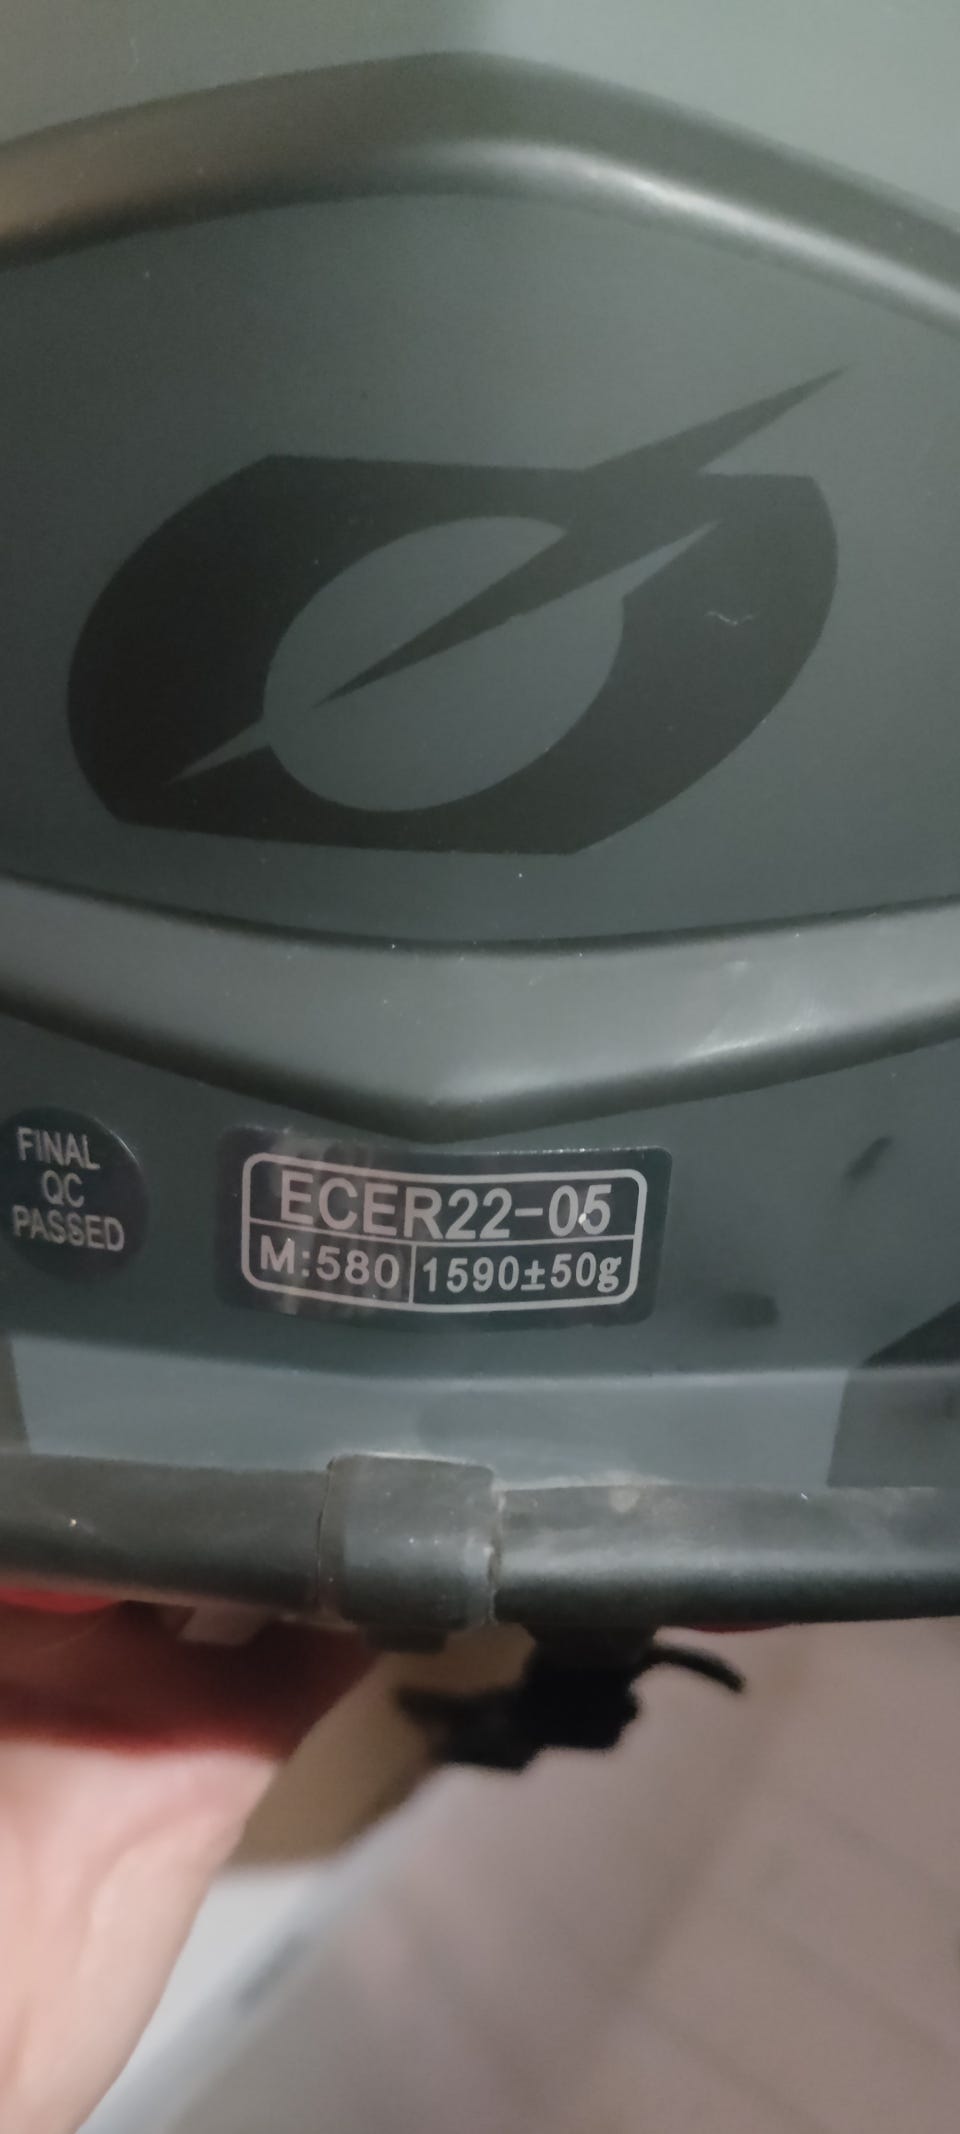 FINAL
QC
PASSED
ECER22-05
M:580
1590±50g